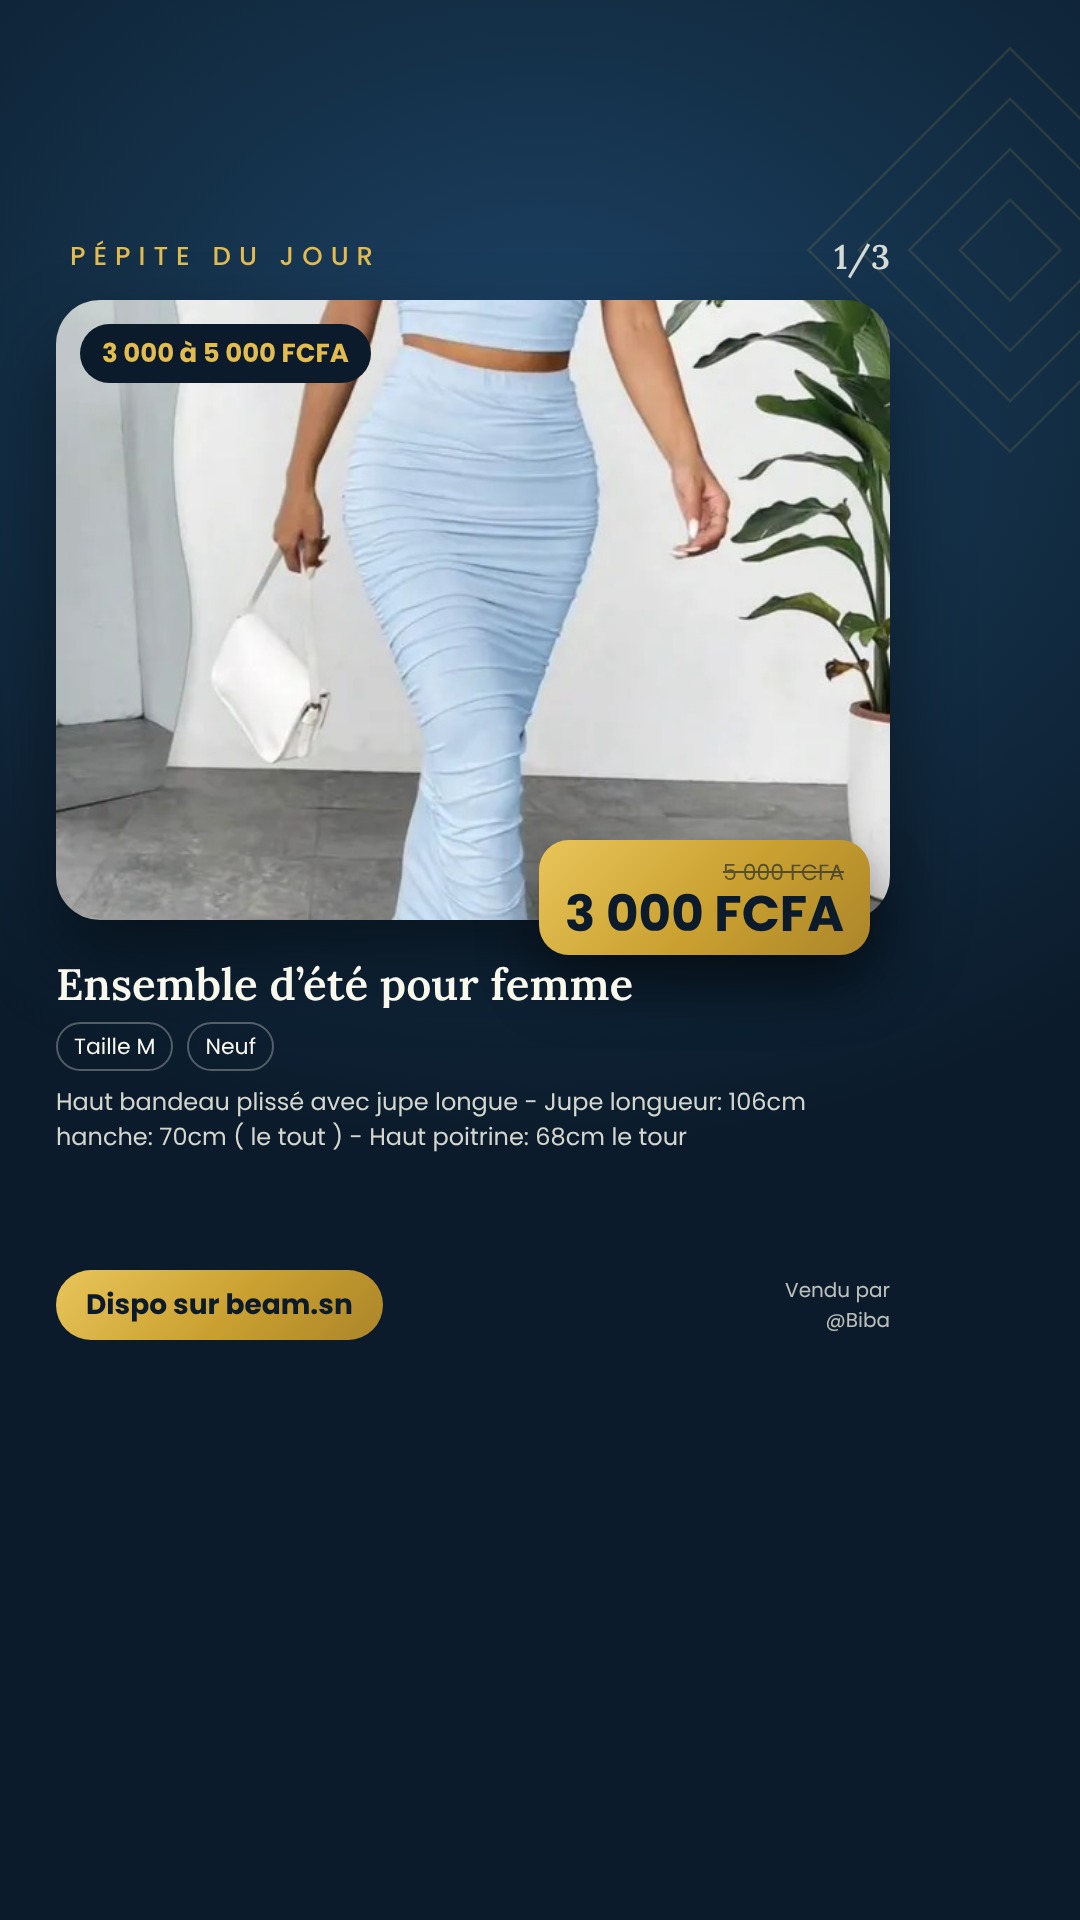 PÉPITE DU JOUR
1/3
3 000 à 5 000 FCFA
5 000 FCFA
3 000 FCFA
Ensemble d’été pour femme
Taille M
Neuf
Haut bandeau plissé avec jupe longue - Jupe longueur: 106cm
hanche: 70cm ( le tout ) - Haut poitrine: 68cm le tour
Dispo sur beam.sn
Vendu par
@Biba